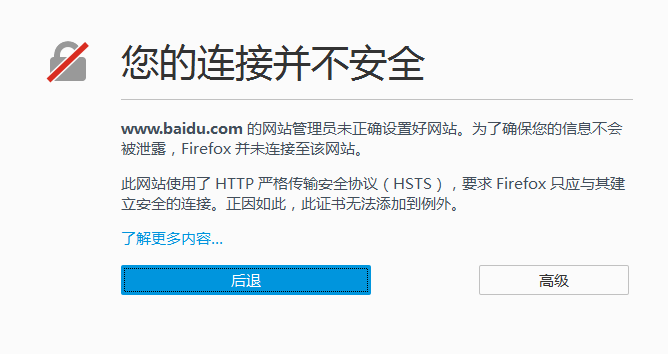 您的连接并不安全
www.baidu.com 的网站管理员未正确设置好网站。为了确保您的信息不会
被泄露，Firefox 并未连接至该网站。
此网站使用了 HTTP 严格传输安全协议（HSTS），要求 Firefox 只应与其建
立安全的连接。正因如此，此证书无法添加到例外。
了解更多内容...
后退
高级